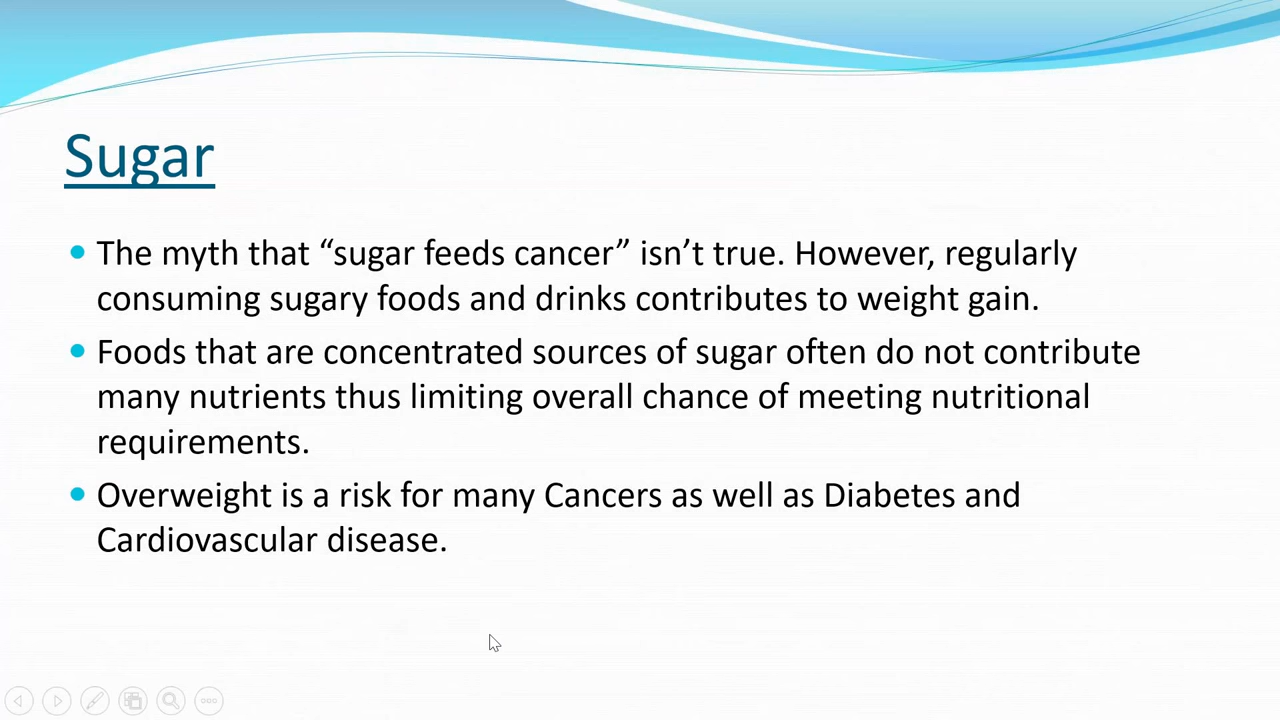 Sugar
• The myth that “sugar feeds cancer” isn’t true. However, regularly
consuming sugary foods and drinks contributes to weight gain.
• Foods that are concentrated sources of sugar often do not contribute
many nutrients thus limiting overall chance of meeting nutritional
requirements.
• Overweight is a risk for many Cancers as well as Diabetes and
Cardiovascular disease.